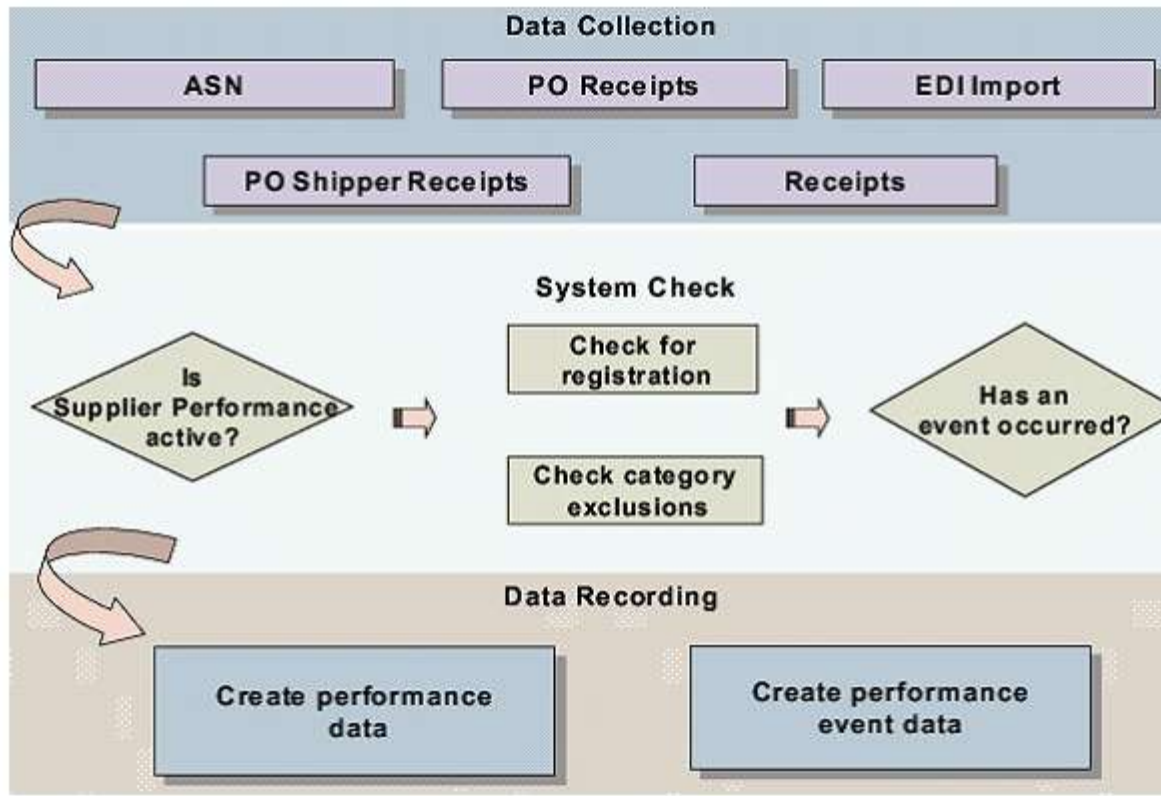 Data Collection
ASN
PO Receipts
EDI Import
PO Shipper Receipts
Receipts
System Check
Is
Supplier Performance
active?
Check for
registration
Check category
exclusions
Has an
event occurred?
Data Recording
Create performance
data
Create performance
event data